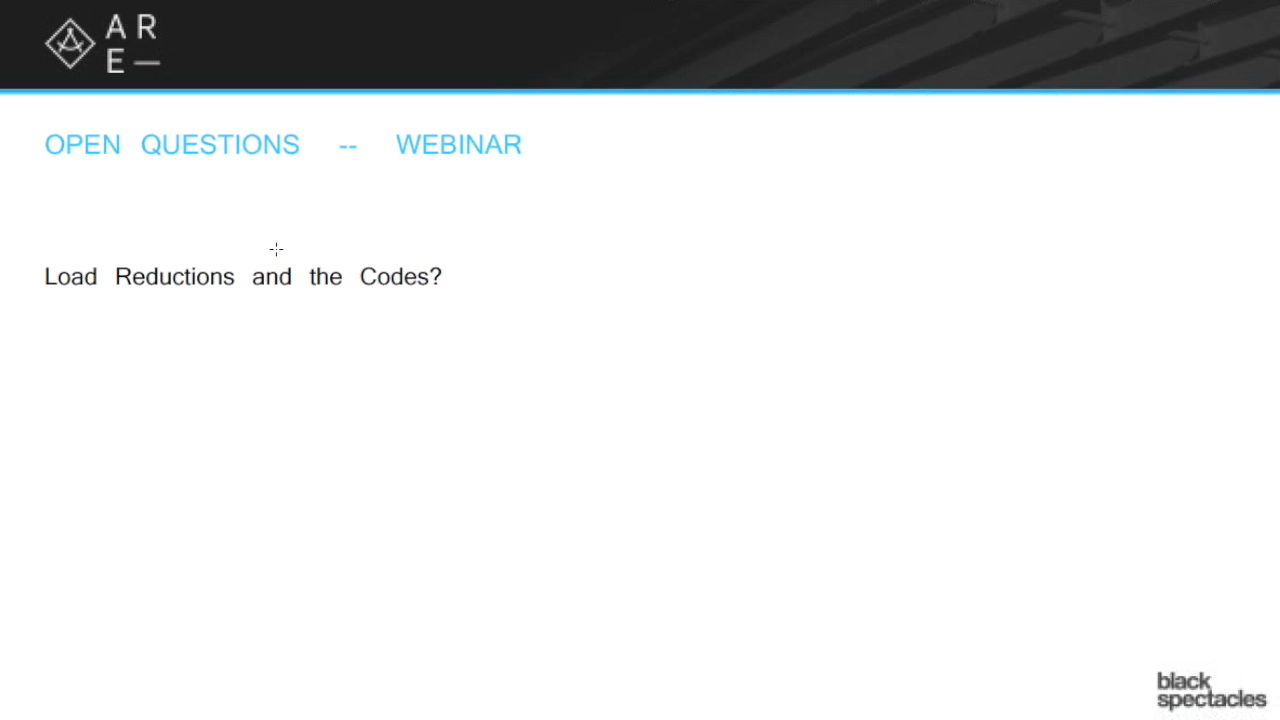 A R
E —
OPEN QUESTIONS -- WEBINAR
Load Reductions and the Codes?
black
spectacles